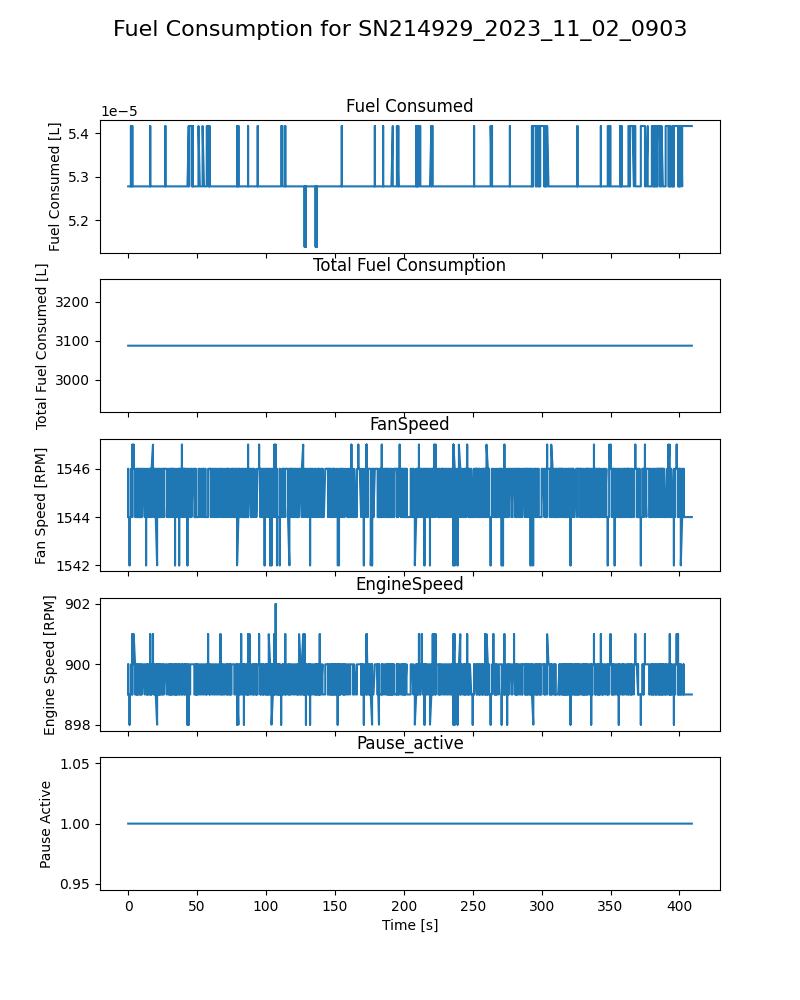 Fuel Consumption for SN214929_2023_11_02_0903
Fuel Consumed
1e−5
Fuel Consumed [L]
5.4
5.3
5.2
Total Fuel Consumption
Total Fuel Consumed [L]
3200
3100
3000
FanSpeed
Fan Speed [RPM]
1546
1544
1542
EngineSpeed
Engine Speed [RPM]
902
900
898
Pause_active
Pause Active
1.05
1.00
0.95
0 50 100 150 200 250 300 350 400
Time [s]